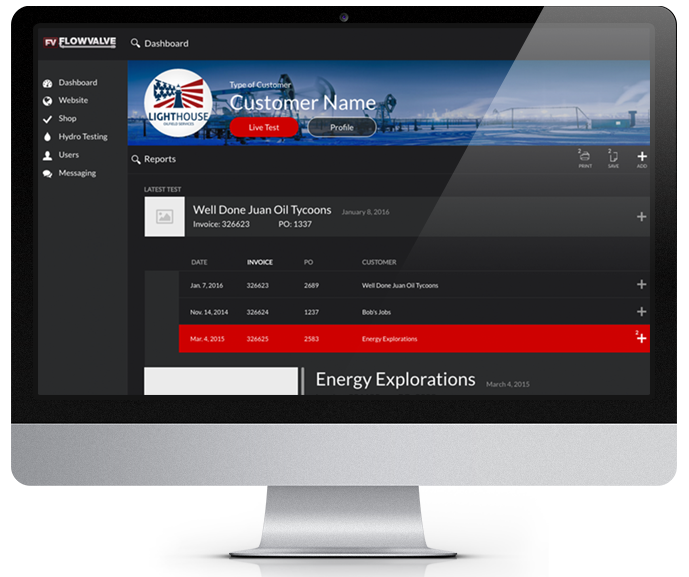 FV FLOWVALVE
Dashboard
Dashboard
Website
Shop
Hydro Testing
Users
Messaging
LIGHTHOUSE
OILFIELD SERVICES
Type of Customer
Customer Name
Live Test
Profile
Reports
2
PRINT
2
SAVE
ADD
LATEST TEST
Well Done Juan Oil Tycoons January 8, 2016
Invoice: 326623 PO: 1337
DATE INVOICE PO CUSTOMER
Jan. 7, 2016 326623 2689 Well Done Juan Oil Tycoons
Nov. 14, 2014 326624 1237 Bob's Jobs
Mar. 4, 2015 326625 2583 Energy Explorations 2
Energy Explorations March 4, 2015